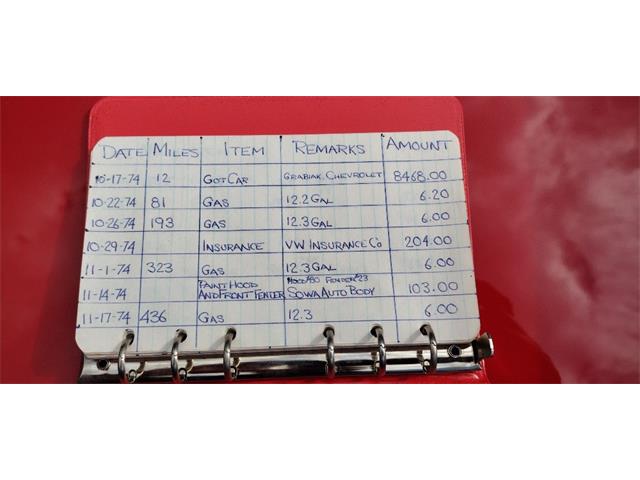 DATE MILES ITEM REMARKS AMOUNT
10-17-74 12 GOT CAR GRABIAK CHEVROLET 8468.00
10-22-74 81 GAS 12.2 GAL 6.20
10-26-74 193 GAS 12.3 GAL 6.00
10-29-74 INSURANCE VW INSURANCE CO 204.00
11-1-74 323 GAS 12.3 GAL 6.00
PAINT HOOD HOOD $80 FENDER $23
11-14-74 AND FRONT FENDER SOWA AUTO BODY 103.00
11-17-74 436 GAS 12.3 6.00